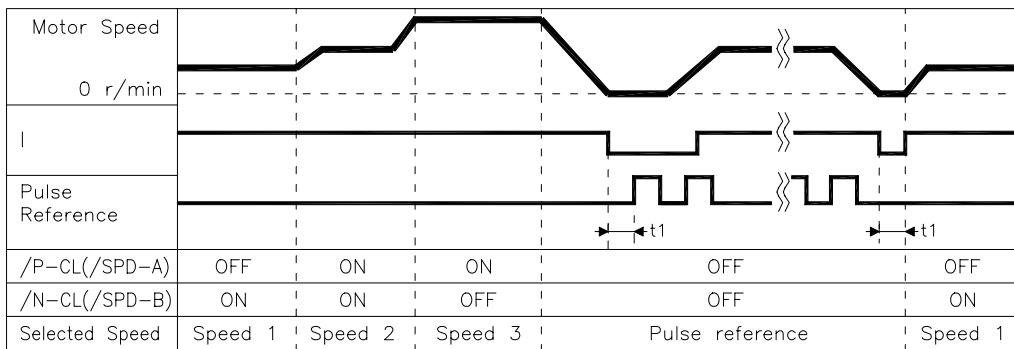 Motor Speed
0 r/min
I
Pulse
Reference
t1
t1
/P-CL(/SPD-A) OFF ON ON OFF OFF
/N-CL(/SPD-B) ON ON OFF OFF ON
Selected Speed Speed 1 Speed 2 Speed 3 Pulse reference Speed 1